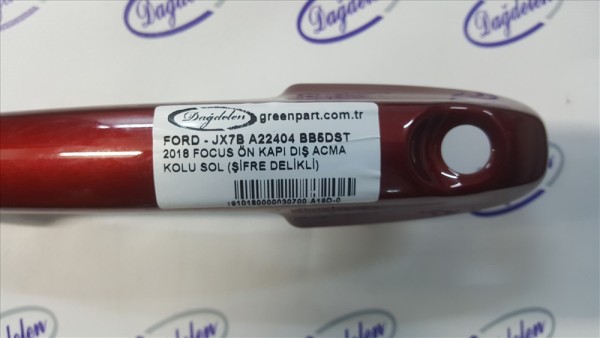 Dağdelen
Dağdelen
Dağdelen greenpart.com.tr
FORD - JX7B A22404 BB5DST
2018 FOCUS ÖN KAPI DIŞ AÇMA
KOLU SOL (ŞİFRE DELİKLİ)
Dağdelen
Dağdelen
Dağdelen